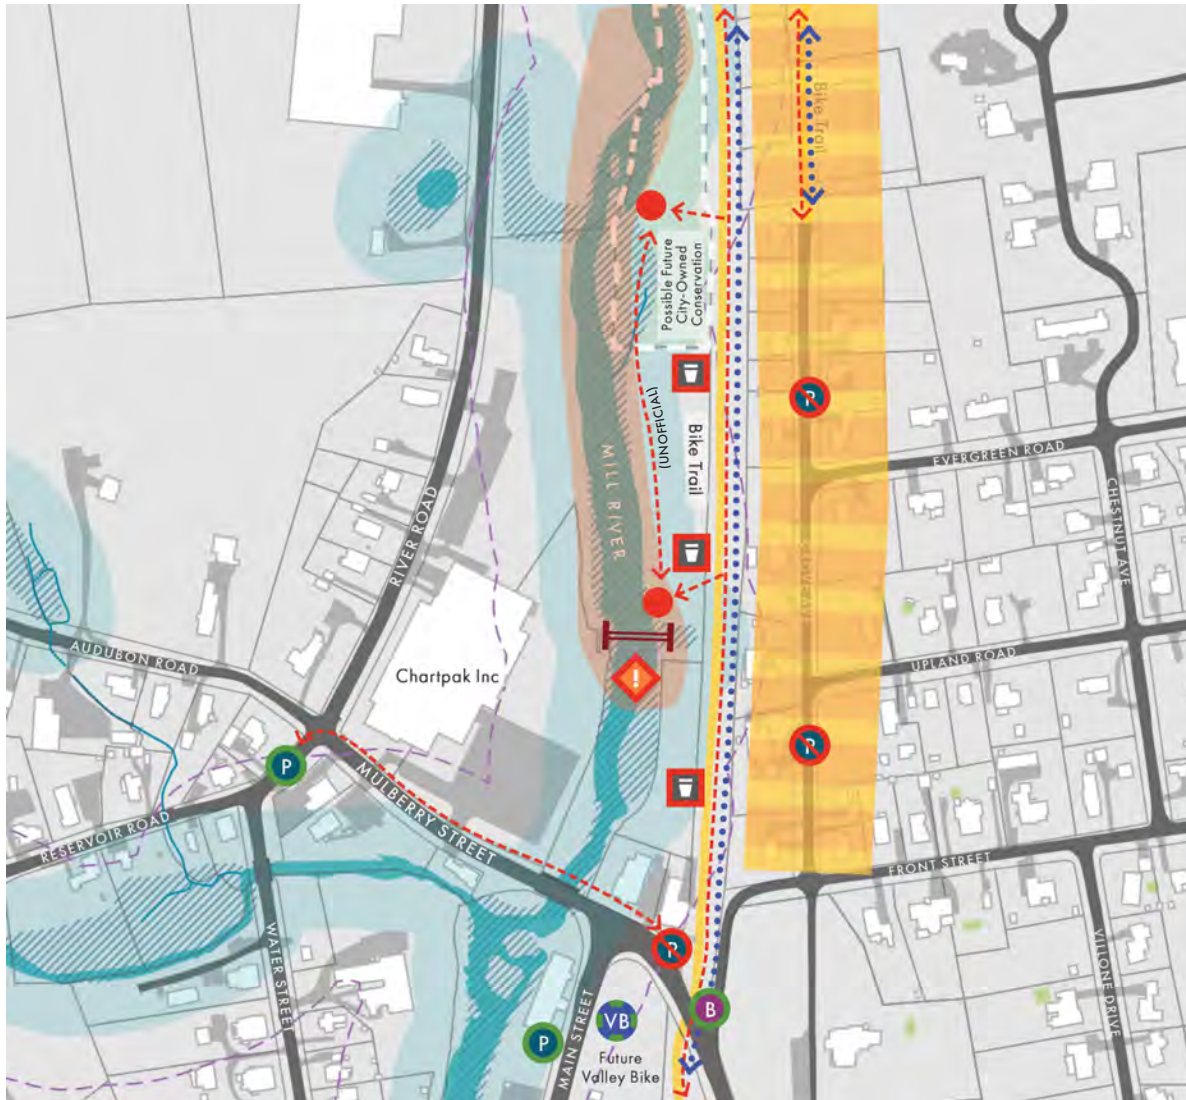 Bike Trail
Possible Future
City-Owned
Conservation
(UNOFFICIAL)
Bike Trail
MILL RIVER
RIVER ROAD
EVERGREEN ROAD
CHESTNUT AVE
AUDUBON ROAD
Chartpak Inc
UPLAND ROAD
P
P
!
P
MULBERRY STREET
RESERVOIR ROAD
FRONT STREET
WATER STREET
P
B
VB
P
MAIN STREET
Future
Valley Bike
VILLONE DRIVE